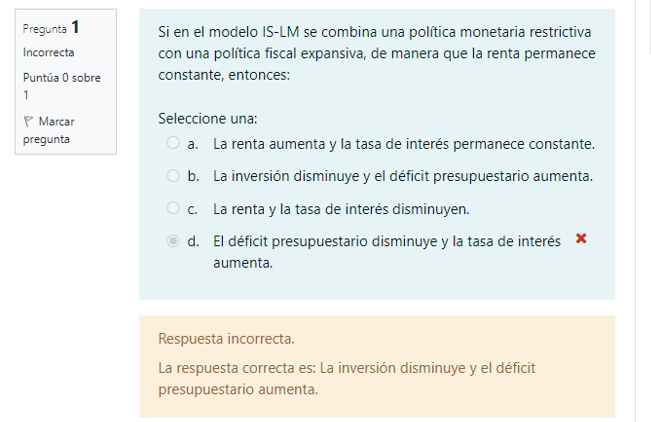 Pregunta 1
Incorrecta
Puntúa 0 sobre
1
Marcar
pregunta
Si en el modelo IS-LM se combina una política monetaria restrictiva
con una política fiscal expansiva, de manera que la renta permanece
constante, entonces:
Seleccione una:
a. La renta aumenta y la tasa de interés permanece constante.
b. La inversión disminuye y el déficit presupuestario aumenta.
c. La renta y la tasa de interés disminuyen.
d. El déficit presupuestario disminuye y la tasa de interés
aumenta.
Respuesta incorrecta.
La respuesta correcta es: La inversión disminuye y el déficit
presupuestario aumenta.